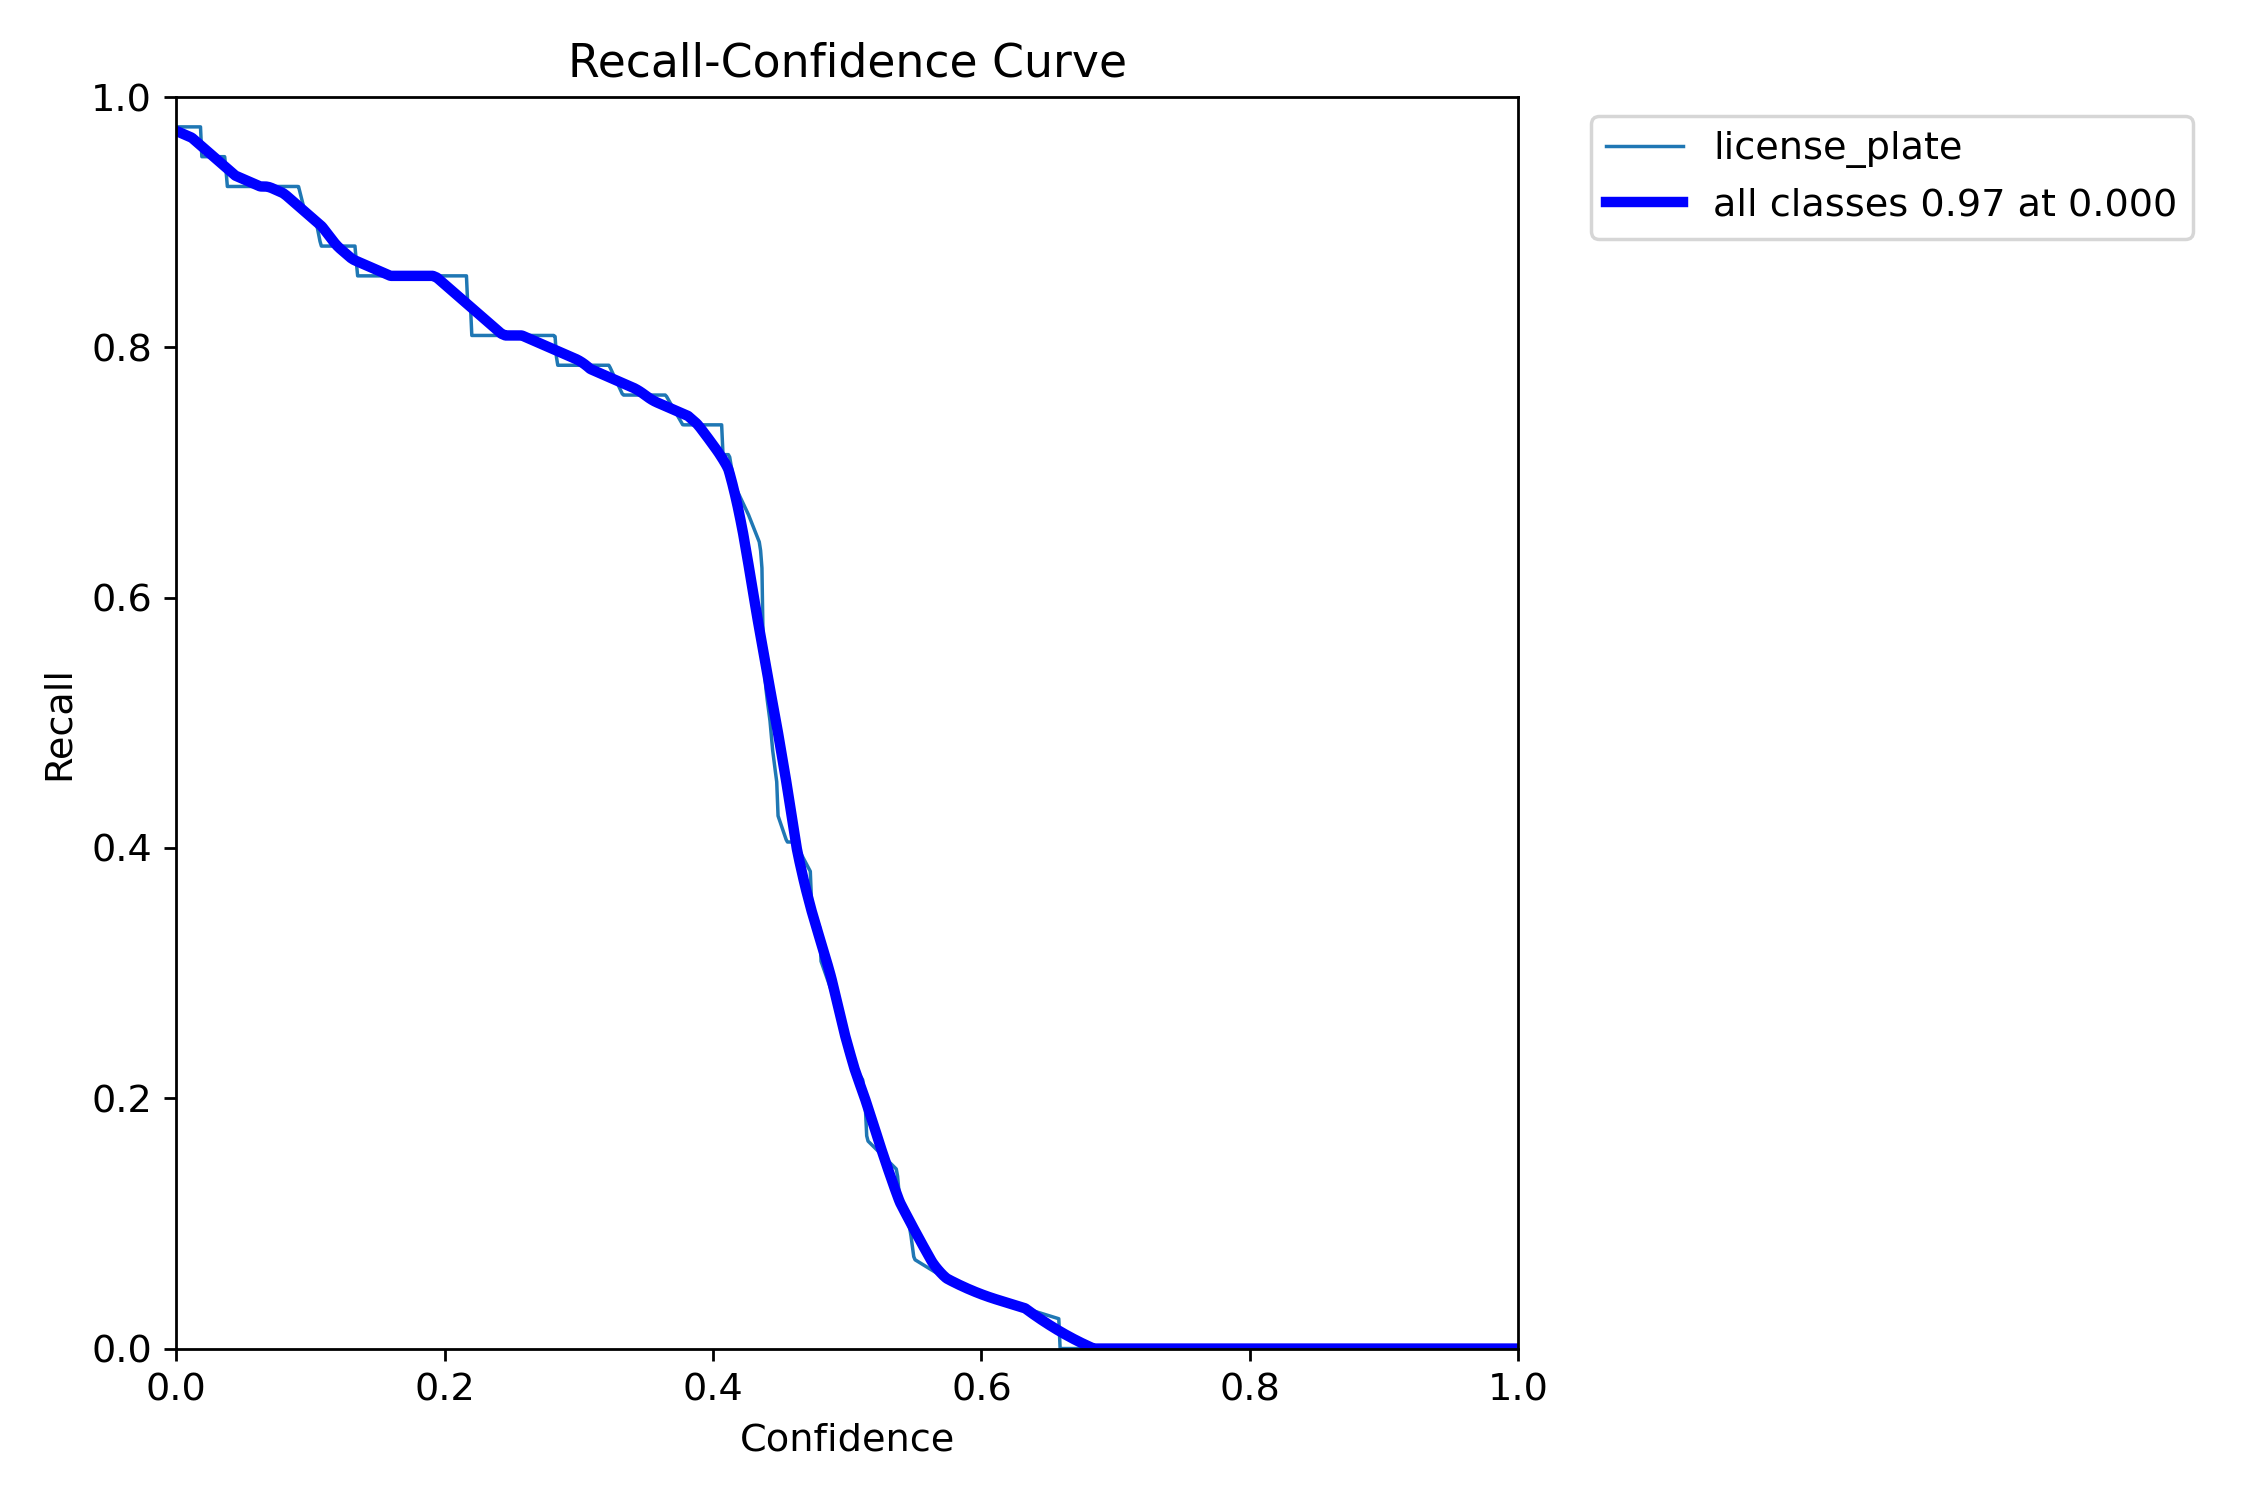 Recall-Confidence Curve
1.0
0.8
0.6
0.4
0.2
0.0
Recall
0.0 0.2 0.4 0.6 0.8 1.0
Confidence
license_plate
all classes 0.97 at 0.000